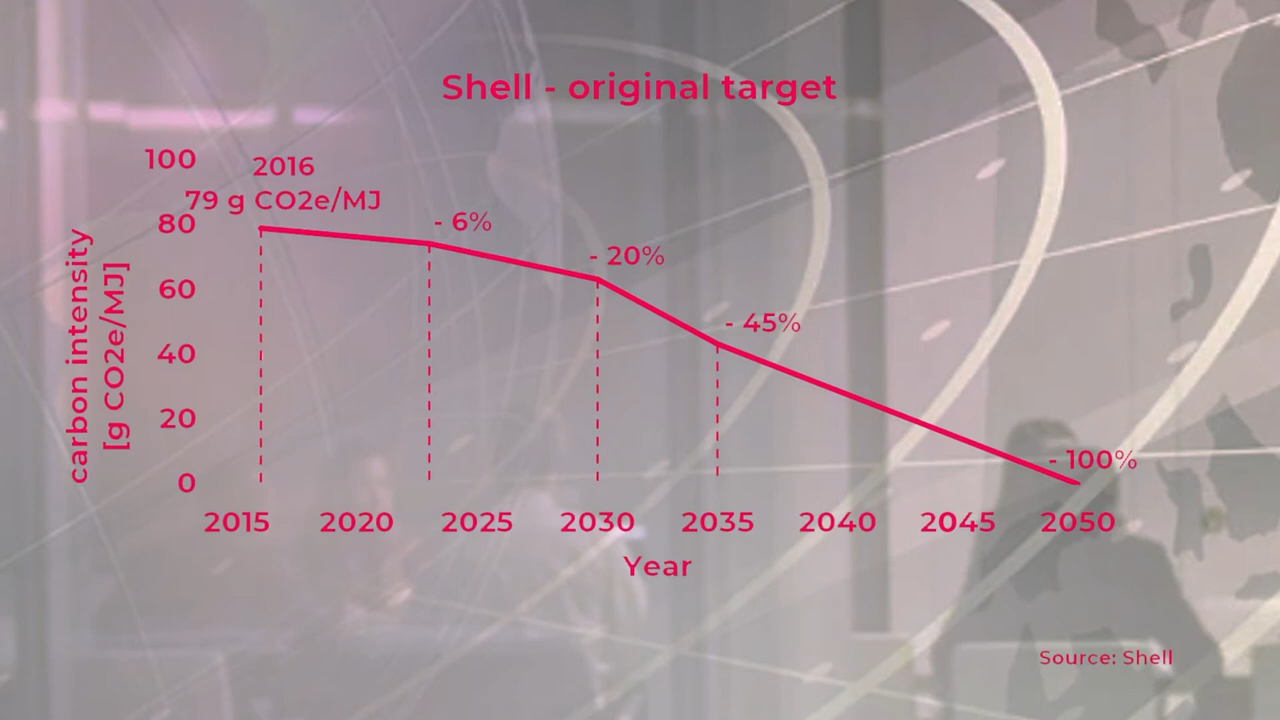 Shell - original target
100
2016
79 g CO2e/MJ
80
- 6%
- 20%
carbon intensity
[g CO2e/MJ]
60
- 45%
40
20
- 100%
0
2015 2020 2025 2030 2035 2040 2045 2050
Year
Source: Shell